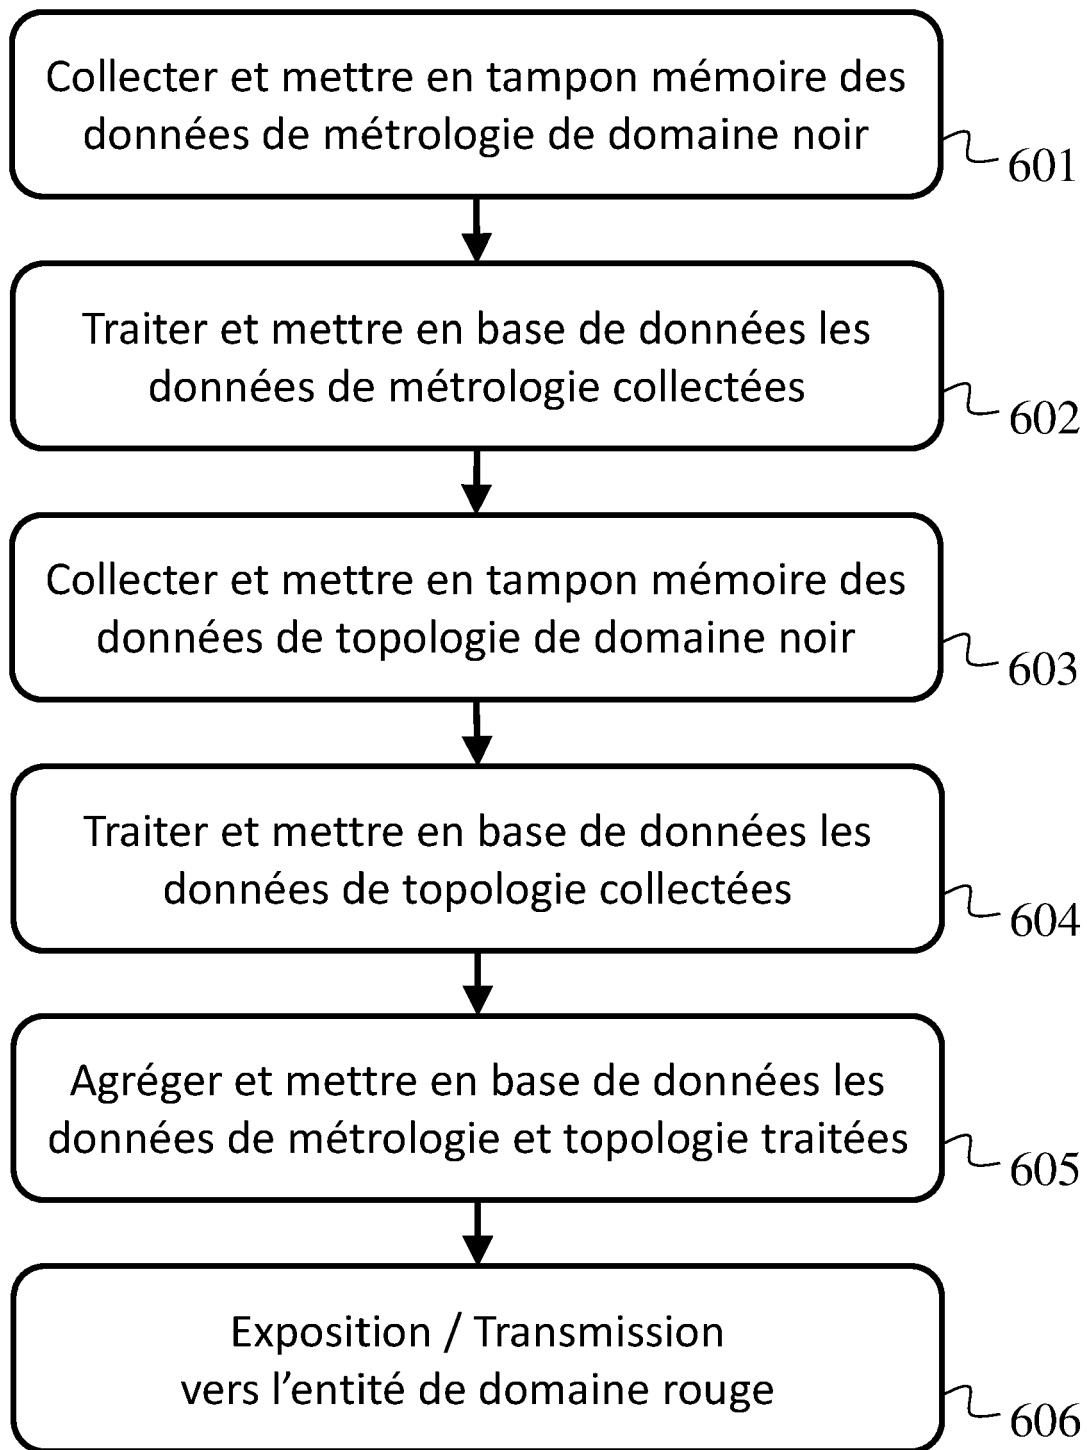 Collecter et mettre en tampon mémoire des
données de métrologie de domaine noir
601
Traiter et mettre en base de données les
données de métrologie collectées
602
Collecter et mettre en tampon mémoire des
données de topologie de domaine noir
603
Traiter et mettre en base de données les
données de topologie collectées
604
Agréger et mettre en base de données les
données de métrologie et topologie traitées
605
Exposition / Transmission
vers l'entité de domaine rouge
606